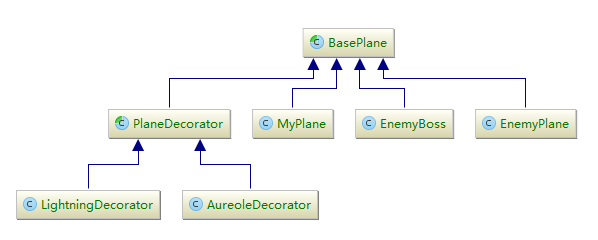 C BasePlane
C PlaneDecorator
C MyPlane
C EnemyBoss
C EnemyPlane
C LightningDecorator
C AureoleDecorator